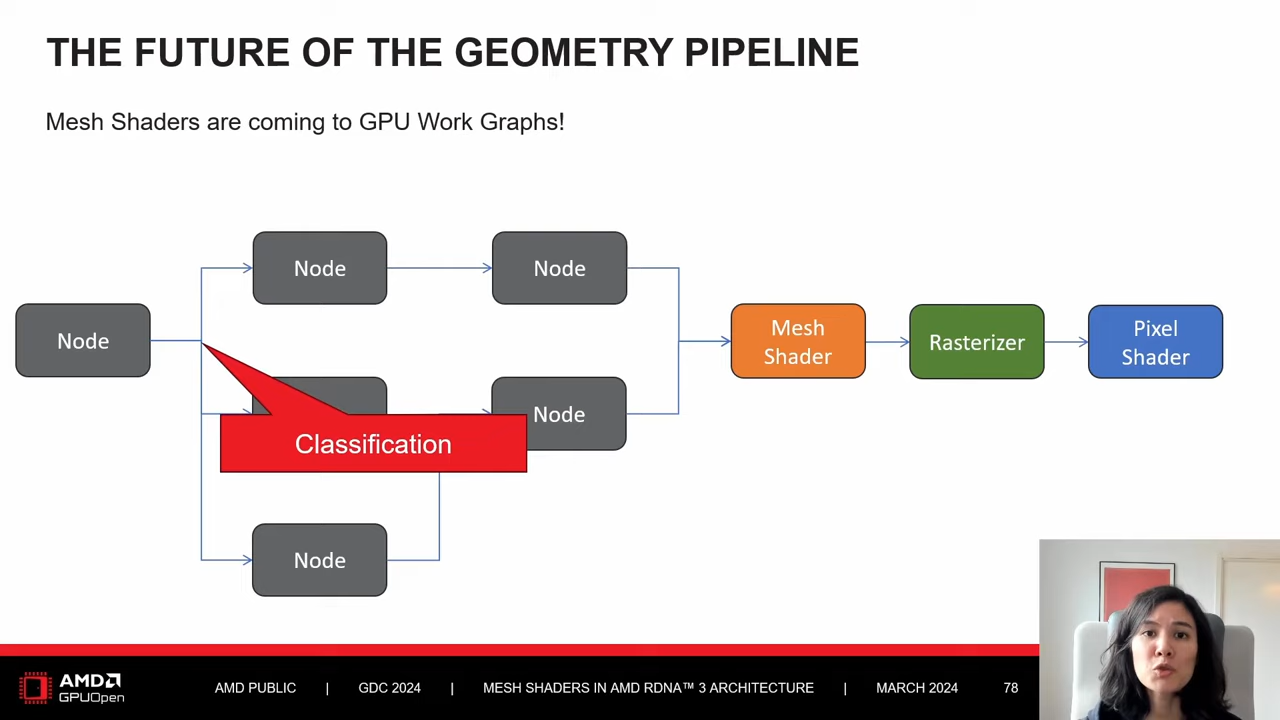 THE FUTURE OF THE GEOMETRY PIPELINE
Mesh Shaders are coming to GPU Work Graphs!
Node
Node
Node
Mesh
Shader
Rasterizer
Pixel
Shader
Node
Classification
Node
AMD
GPUOpen
AMD PUBLIC | GDC 2024 | MESH SHADERS IN AMD RDNA™ 3 ARCHITECTURE | MARCH 2024 78